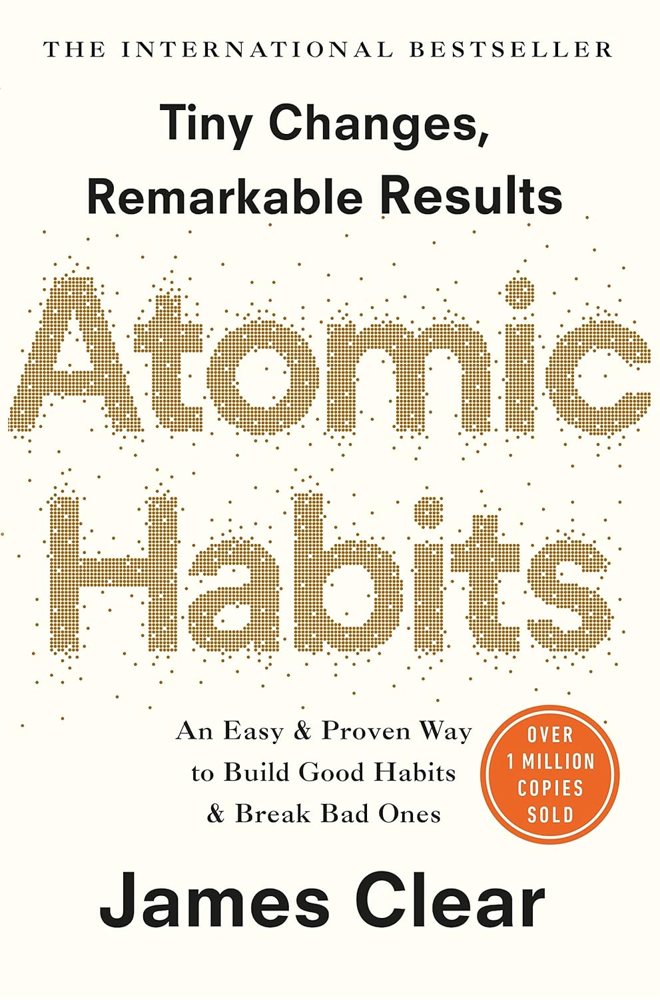 THE INTERNATIONAL BESTSELLER
Tiny Changes,
Remarkable Results
Atomic
Habits
An Easy & Proven Way
to Build Good Habits
& Break Bad Ones
OVER
1 MILLION
COPIES
SOLD
James Clear